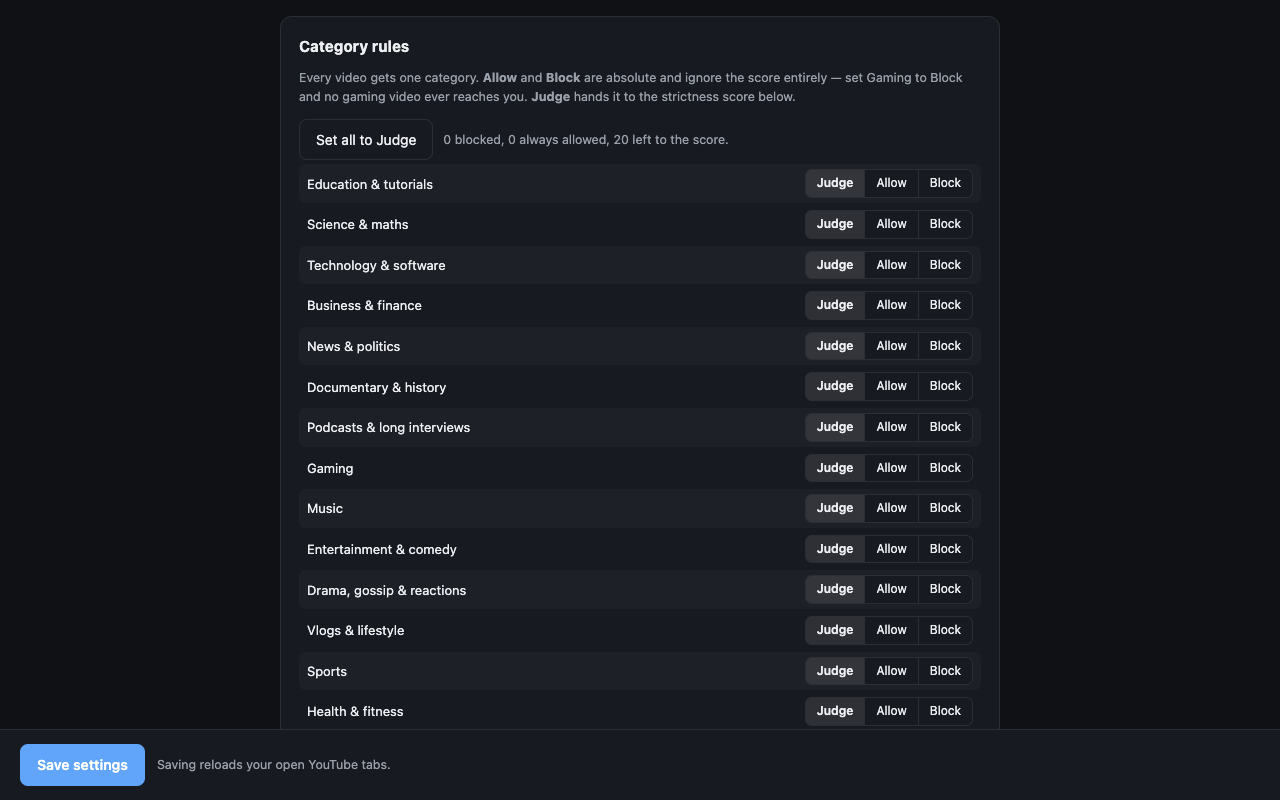 Category rules
Every video gets one category. Allow and Block are absolute and ignore the score entirely — set Gaming to Block
and no gaming video ever reaches you. Judge hands it to the strictness score below.
Set all to Judge 0 blocked, 0 always allowed, 20 left to the score.
Education & tutorials Judge Allow Block
Science & maths Judge Allow Block
Technology & software Judge Allow Block
Business & finance Judge Allow Block
News & politics Judge Allow Block
Documentary & history Judge Allow Block
Podcasts & long interviews Judge Allow Block
Gaming Judge Allow Block
Music Judge Allow Block
Entertainment & comedy Judge Allow Block
Drama, gossip & reactions Judge Allow Block
Vlogs & lifestyle Judge Allow Block
Sports Judge Allow Block
Health & fitness Judge Allow Block
Save settings Saving reloads your open YouTube tabs.